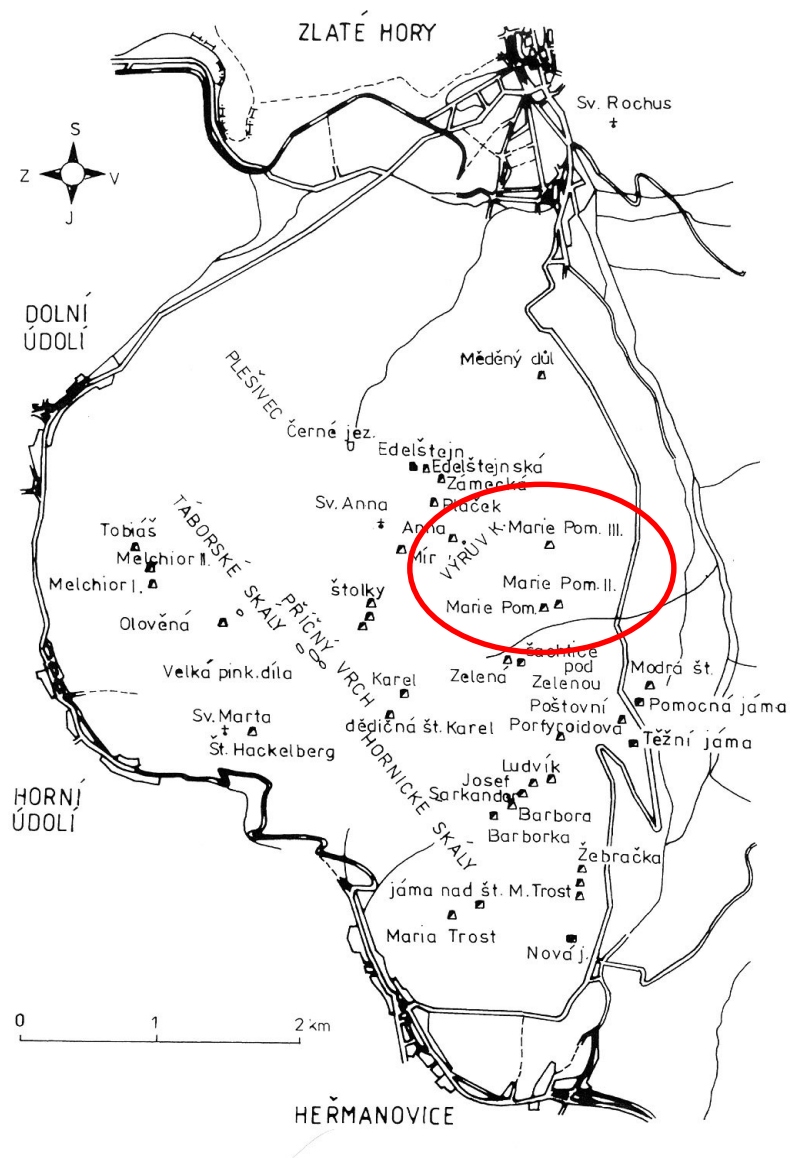 ZLATÉ HORY
Sv. Rochus
S
Z
V
J
DOLNÍ
ÚDOLÍ
Měděný důl
PLEŠIVEC
Černé jez.
Edelštejn
Edelštejnská
Zámecká
Ptáček
Sv. Anna
Anna
Mír
VÝRŮV K.
Marie Pom. III.
Marie Pom. II.
Marie Pom.
Tobiáš
Melchior II.
Melchior I.
TÁBORSKÉ SKÁLY
Olověná
štolky
PŘÍČNÝ VRCH
Velká pink. díla
Zelená
šachtice
pod
Zelenou
Modrá št.
Karel
Pomocná jáma
Poštovní
Sv. Marta
dědičná št. Karel
Porfyroidová
Těžní jáma
Št. Hackelberg
HORNICKÉ SKÁLY
Ludvík
Josef
Sarkander
Barbora
Barborka
HORNÍ
ÚDOLÍ
Žebračka
jáma nad št. M. Trost
Maria Trost
Nová j.
0
1
2 km
HEŘMANOVICE